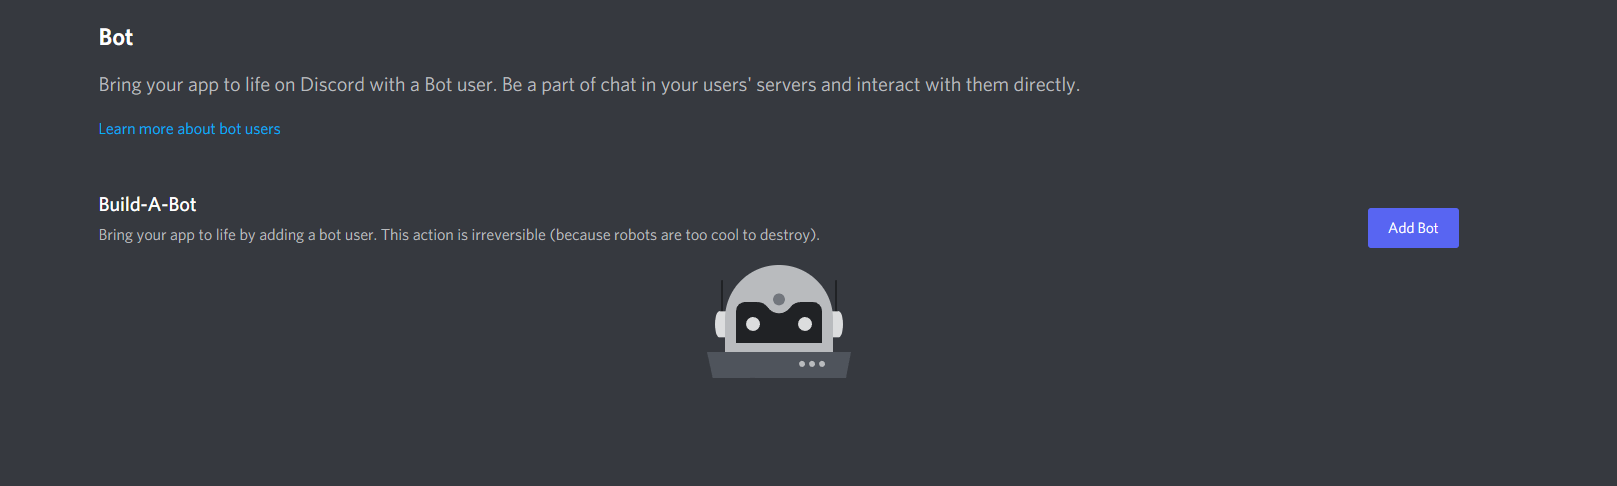 Bot
Bring your app to life on Discord with a Bot user. Be a part of chat in your users' servers and interact with them directly.
Learn more about bot users
Build-A-Bot
Bring your app to life by adding a bot user. This action is irreversible (because robots are too cool to destroy).
Add Bot